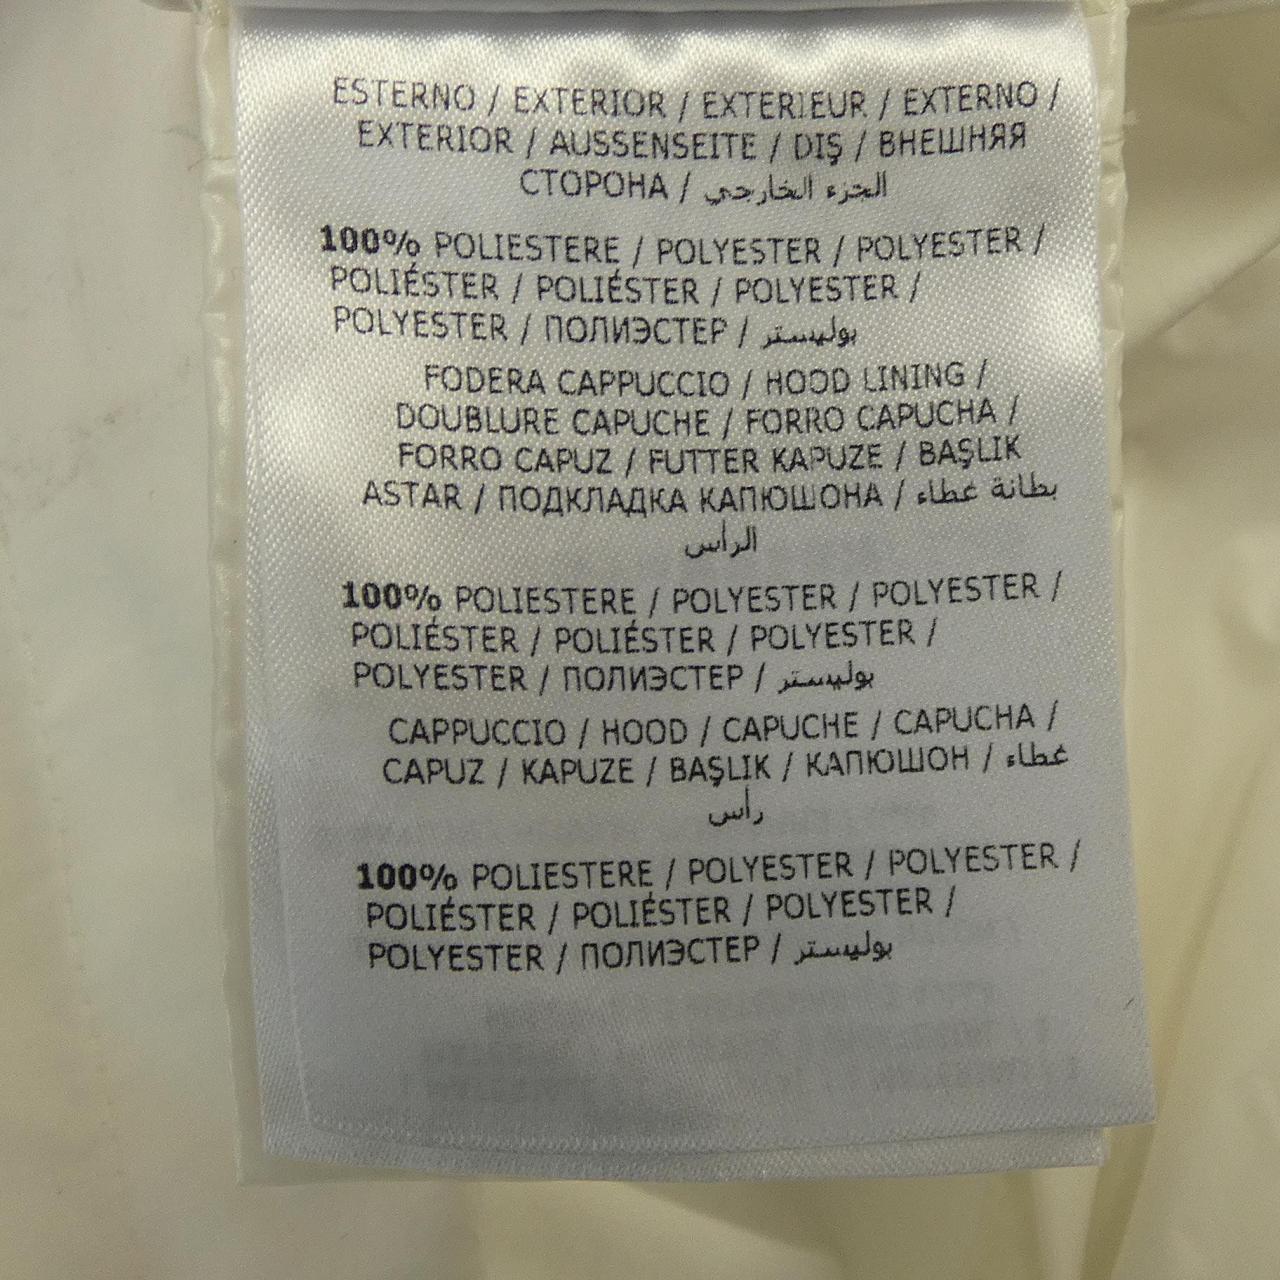 ESTERNO / EXTERIOR / EXTERIEUR / EXTERNO /
EXTERIOR / AUSSENSEITE / DIŞ / ВНЕШНЯЯ
СТОРОНА / الجزء الخارجي
100% POLIESTERE / POLYESTER / POLYESTER /
POLIÉSTER / POLIÉSTER / POLYESTER /
POLYESTER / ПОЛИЭСТЕР / بوليستر
FODERA CAPPUCCIO / HOOD LINING /
DOUBLURE CAPUCHE / FORRO CAPUCHA /
FORRO CAPUZ / FUTTER KAPUZE / BAŞLIK
ASTAR / ПОДКЛАДКА КАПЮШОНА / بطانة غطاء
الرأس
100% POLIESTERE / POLYESTER / POLYESTER /
POLIÉSTER / POLIÉSTER / POLYESTER /
POLYESTER / ПОЛИЭСТЕР / بوليستر
CAPPUCCIO / HOOD / CAPUCHE / CAPUCHA /
CAPUZ / KAPUZE / BAŞLIK / КАПЮШОН / غطاء
رأس
100% POLIESTERE / POLYESTER / POLYESTER /
POLIÉSTER / POLIÉSTER / POLYESTER /
POLYESTER / ПОЛИЭСТЕР / بوليستر